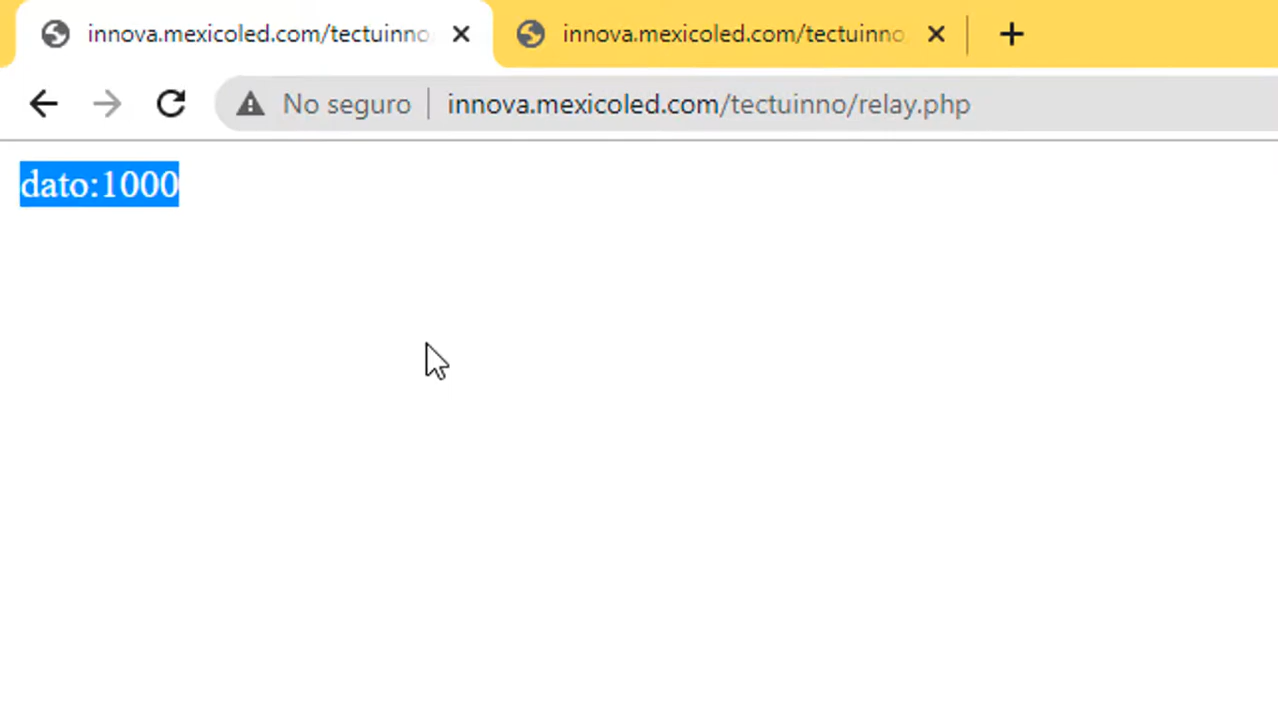 innova.mexicoled.com/tectuinno
innova.mexicoled.com/tectuinno
No seguro
innova.mexicoled.com/tectuinno/relay.php
dato:1000